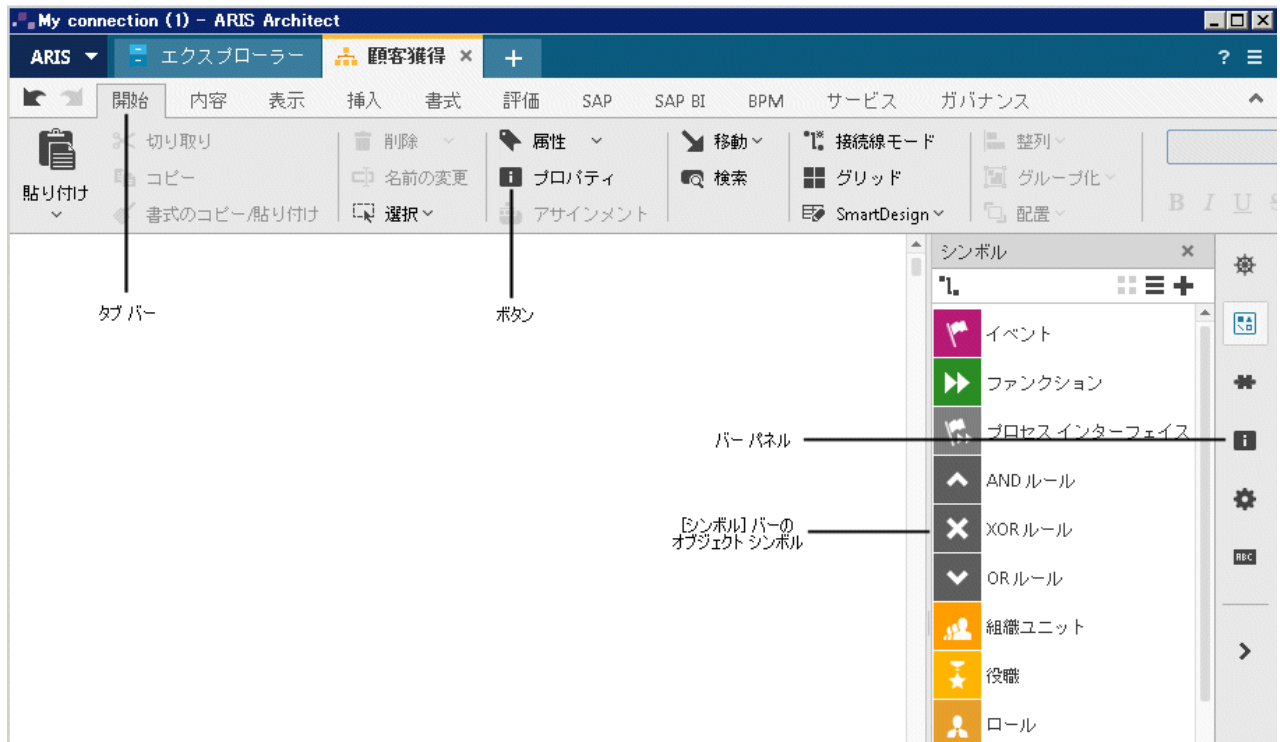 My connection (1) - ARIS Architect
ARIS エクスプローラー 顧客獲得 × + ?
開始 内容 表示 挿入 書式 評価 SAP SAP BI BPM サービス ガバナンス
貼り付け
切り取り
コピー
書式のコピー/貼り付け
削除
名前の変更
選択
属性
プロパティ
アサインメント
移動
検索
接続線モード
グリッド
SmartDesign
整列
グループ化
配置
B I U S
タブ バー
ボタン
バー パネル
[シンボル] バーの
オブジェクト シンボル
シンボル ×
イベント
ファンクション
プロセス インターフェイス
AND ルール
XOR ルール
OR ルール
組織ユニット
役職
ロール
ABC